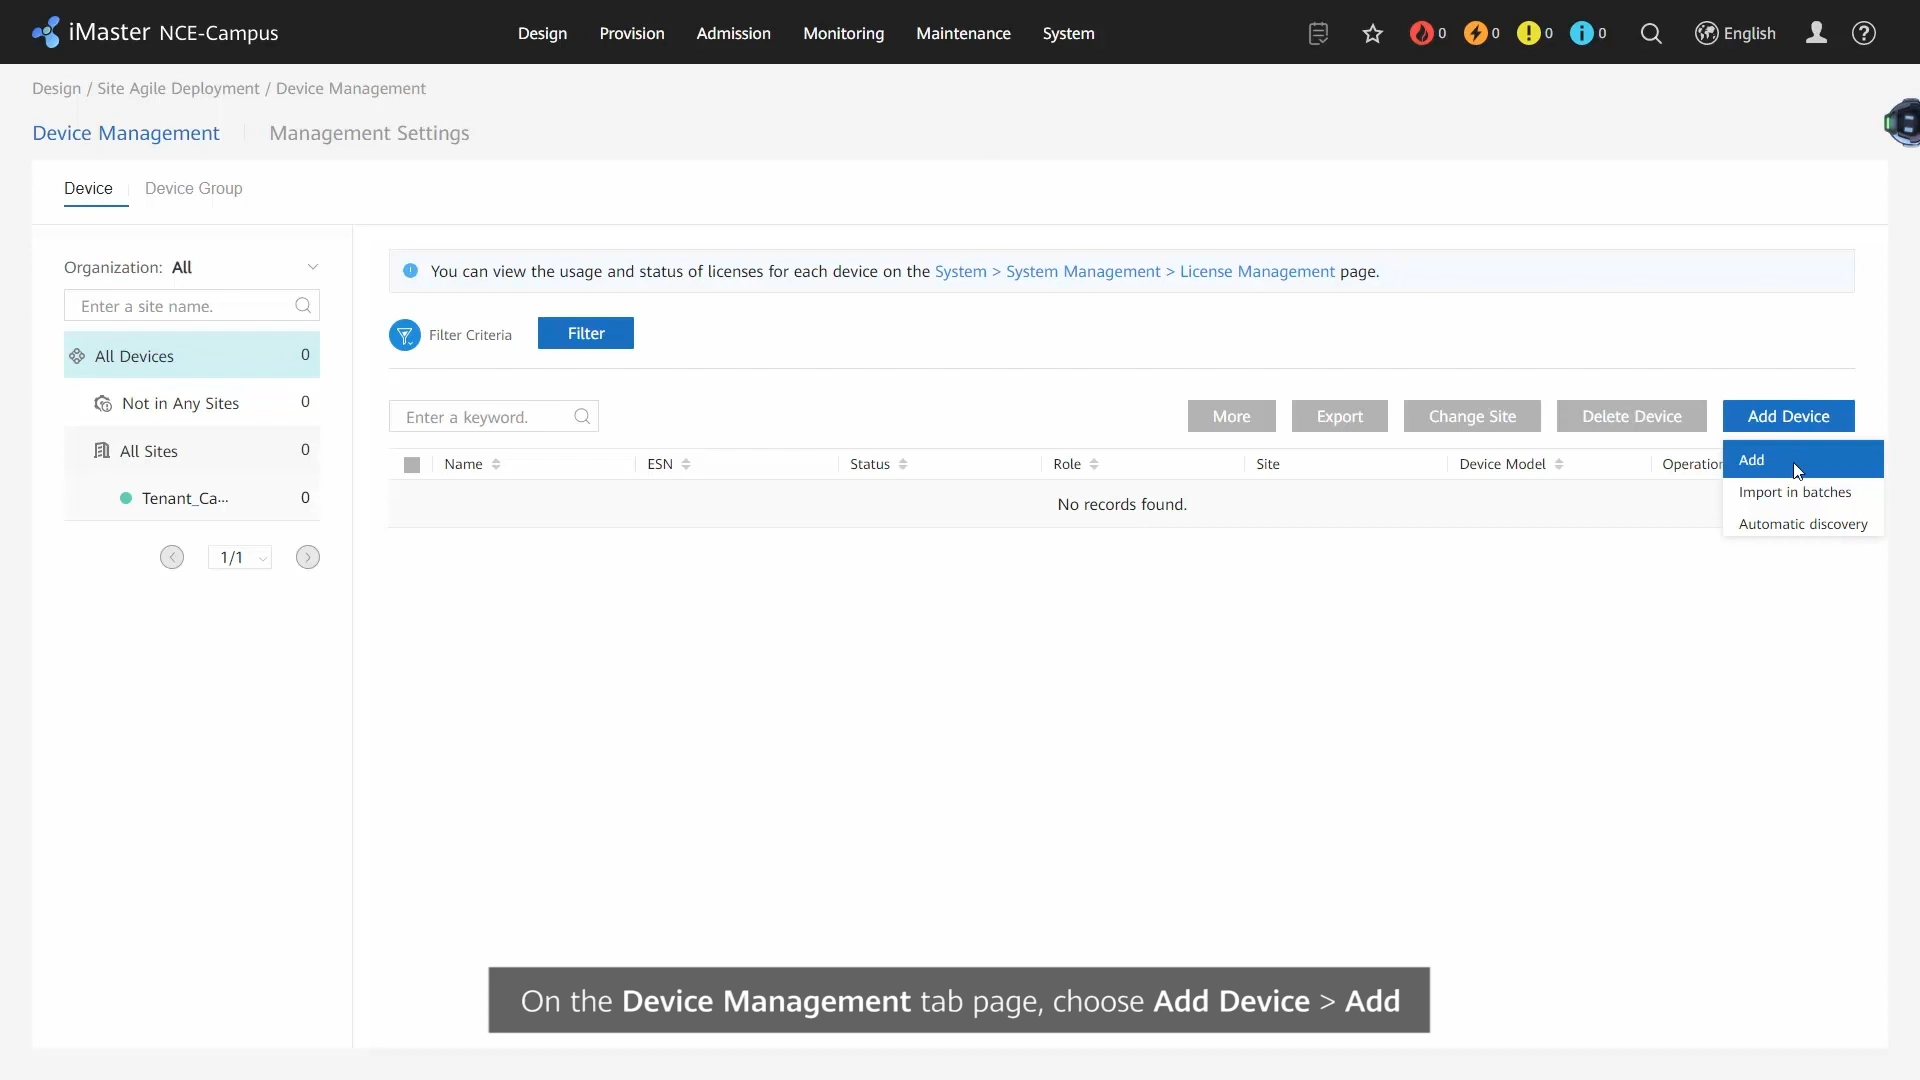 iMaster NCE-Campus
Design Provision Admission Monitoring Maintenance System
0 0 0 0 English
Design / Site Agile Deployment / Device Management
Device Management Management Settings
Device Device Group
Organization: All
Enter a site name.
All Devices 0
Not in Any Sites 0
All Sites 0
Tenant_Ca... 0
1/1
You can view the usage and status of licenses for each device on the System > System Management > License Management page.
Filter Criteria Filter
Enter a keyword. More Export Change Site Delete Device Add Device
Name ESN Status Role Site Device Model Operation
No records found.
Add
Import in batches
Automatic discovery
On the Device Management tab page, choose Add Device > Add